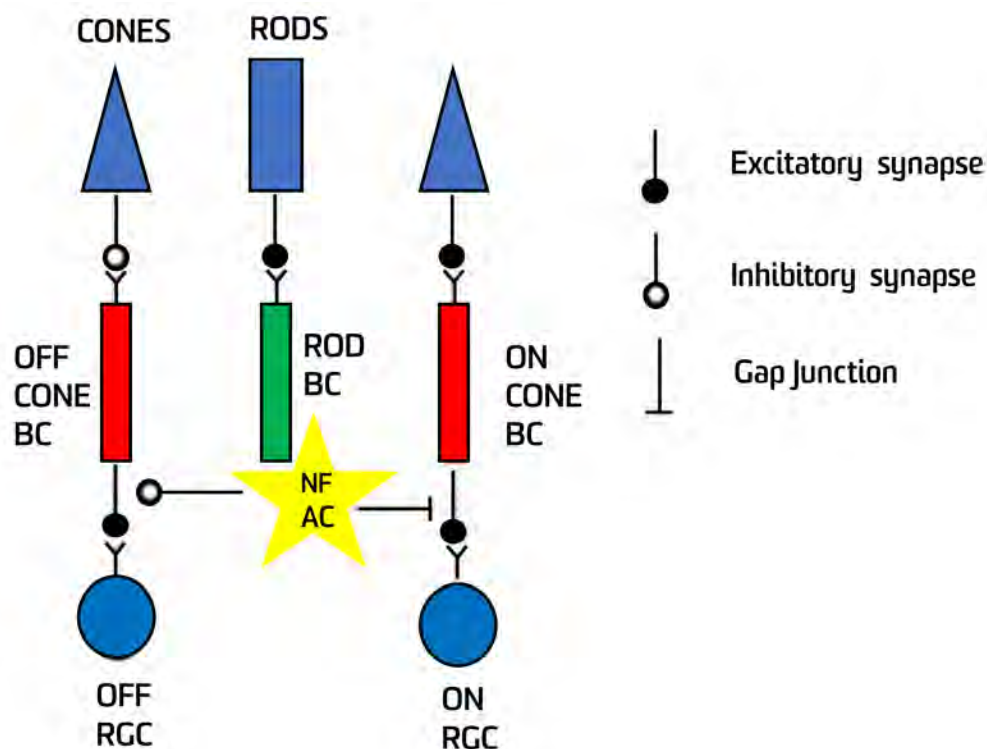 CONES
RODS
Excitatory synapse
Inhibitory synapse
Gap Junction
OFF
CONE
BC
ROD
BC
ON
CONE
BC
NF
AC
OFF
RGC
ON
RGC